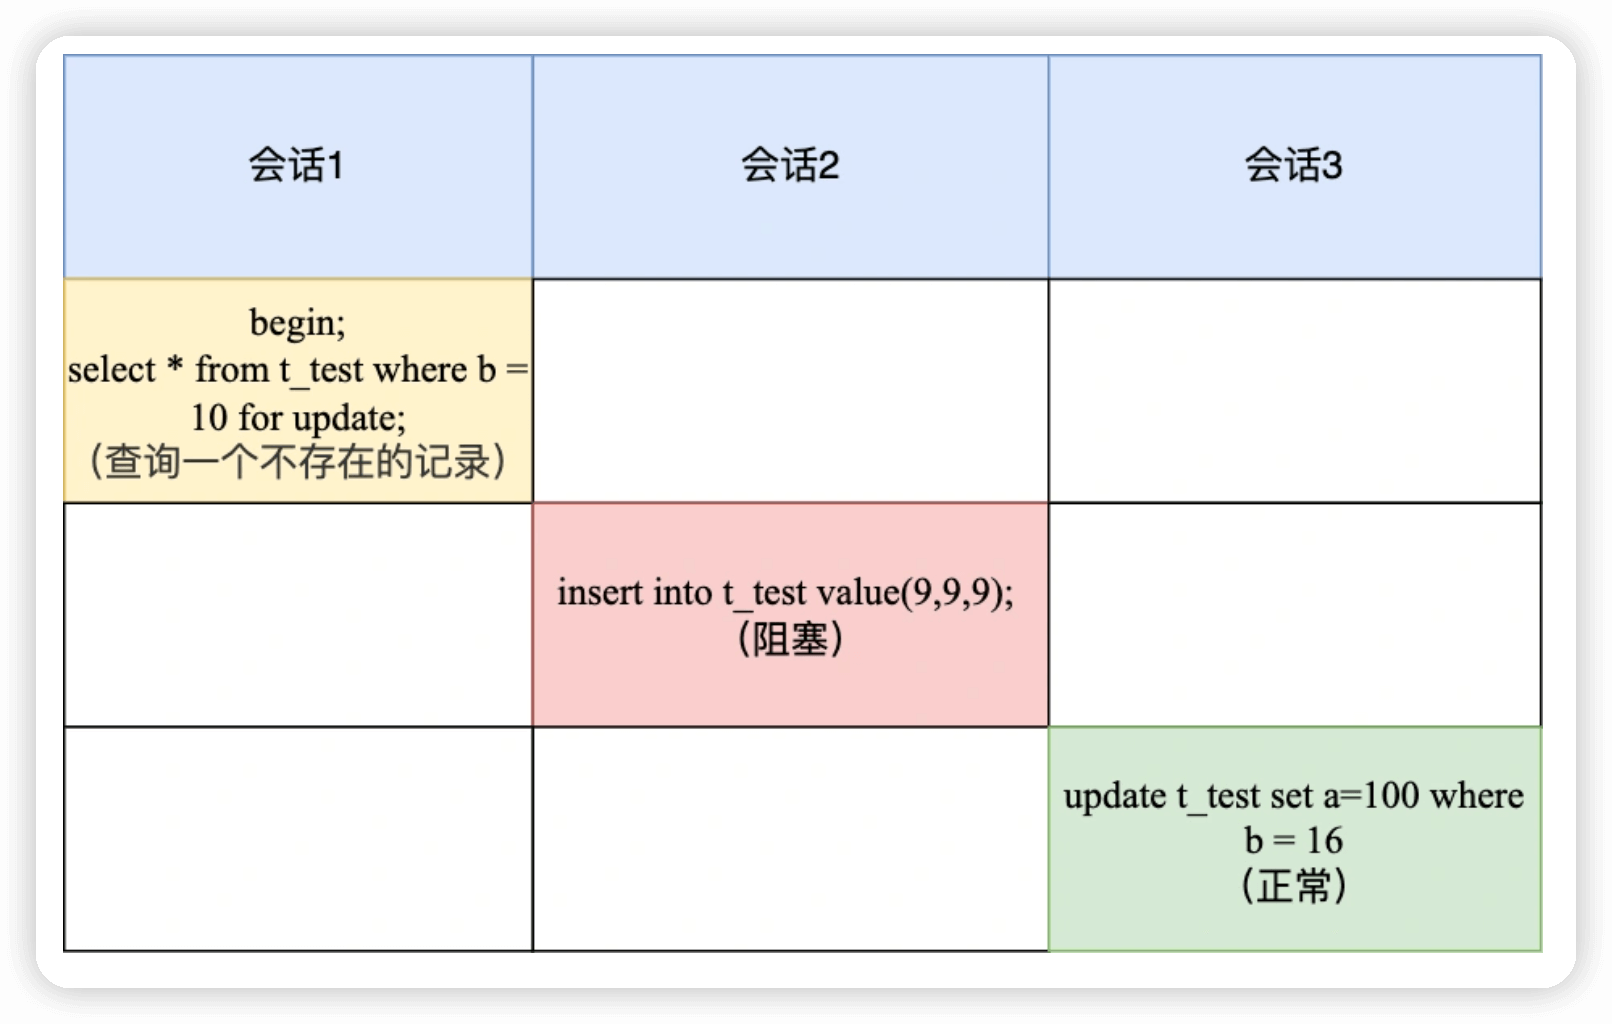 会话1
会话2
会话3
begin;
select * from t_test where b =
10 for update;
（查询一个不存在的记录）
insert into t_test value(9,9,9);
（阻塞）
update t_test set a=100 where
b = 16
（正常）